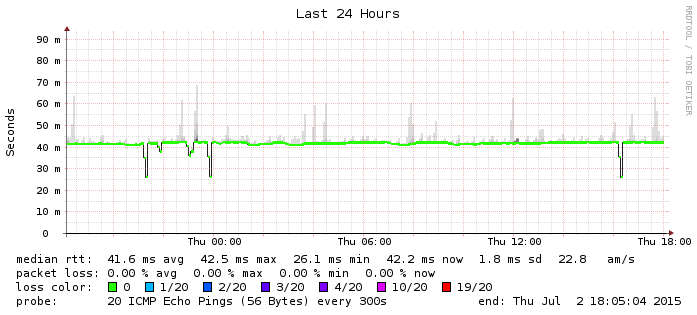 Last 24 Hours
RRDTOOL / TOBI OETIKER
Seconds
90 m
80 m
70 m
60 m
50 m
40 m
30 m
20 m
10 m
0
Thu 00:00 Thu 06:00 Thu 12:00 Thu 18:00
median rtt: 41.6 ms avg 42.5 ms max 26.1 ms min 42.2 ms now 1.8 ms sd 22.8 am/s
packet loss: 0.00 % avg 0.00 % max 0.00 % min 0.00 % now
loss color: 0 1/20 2/20 3/20 4/20 10/20 19/20
probe: 20 ICMP Echo Pings (56 Bytes) every 300s end: Thu Jul 2 18:05:04 2015